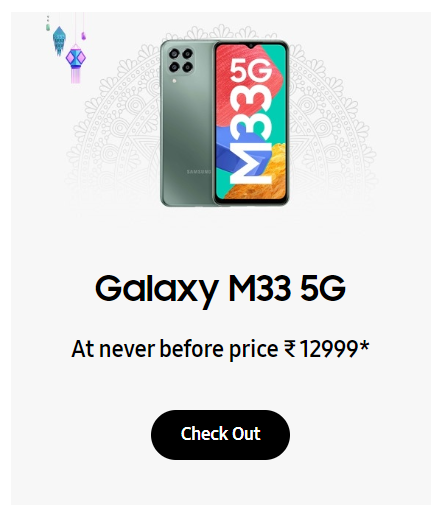 SAMSUNG
5G
M33
Galaxy M33 5G
At never before price ₹ 12999*
Check Out